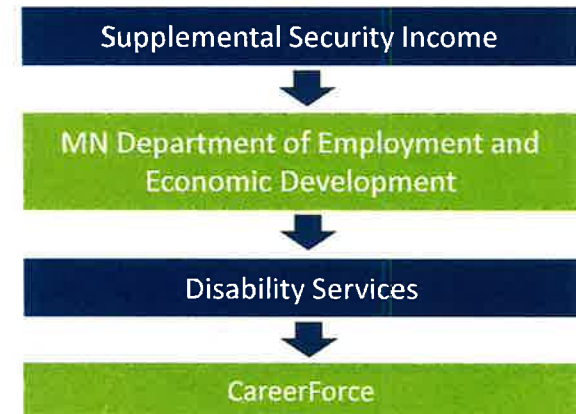 Supplemental Security Income
MN Department of Employment and
Economic Development
Disability Services
CareerForce